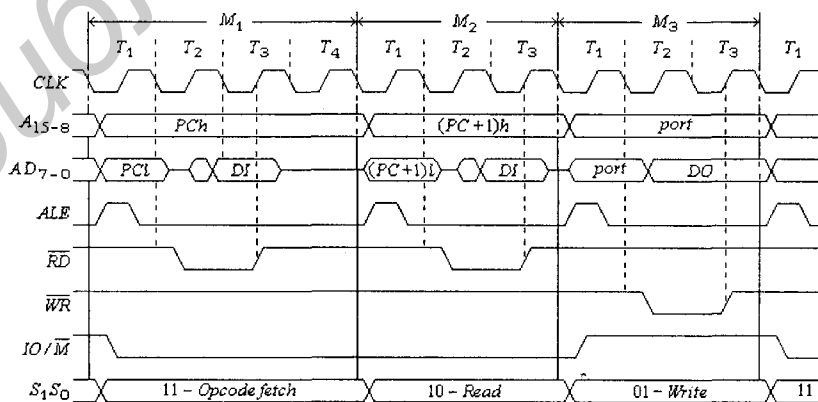 M1 M2 M3
T1 T2 T3 T4 T1 T2 T3 T1 T2 T3 T1
CLK
A15-8 PCh (PC+1)h port
AD7-0 PCl DI (PC+1)l DI port DO
ALE
R̅D̅
W̅R̅
IO/M̅
S1S0 11-Opcode fetch 10-Read 01-Write 11